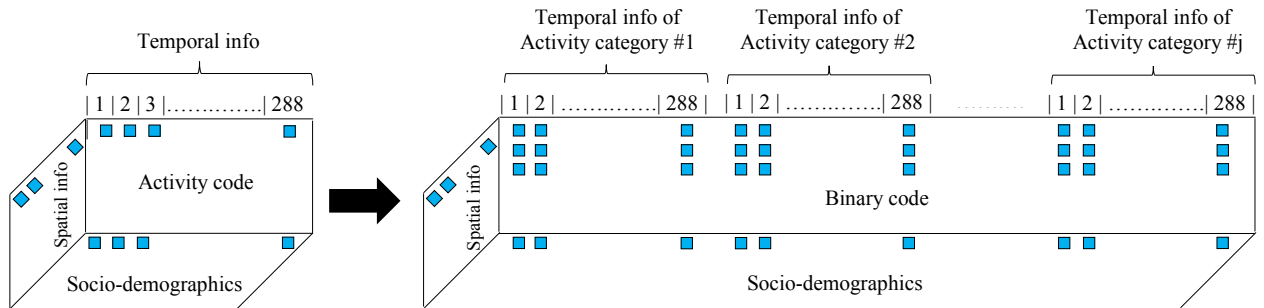 Temporal info
| 1 | 2 | 3 |…….…….| 288 |
Activity code
Spatial info
Socio-demographics
Temporal info of
Activity category #1
Temporal info of
Activity category #2
Temporal info of
Activity category #j
| 1 | 2 |…….…….| 288 |
| 1 | 2 |…….…….| 288 |
…………
| 1 | 2 |…….…….| 288 |
Spatial info
Binary code
Socio-demographics